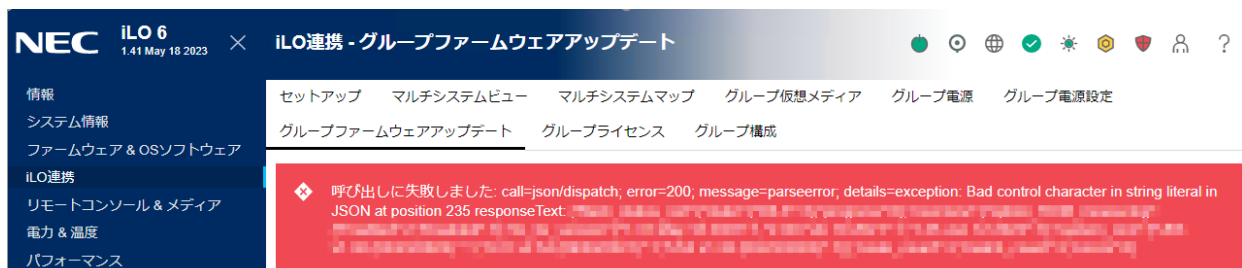 NEC iLO 6
1.41 May 18 2023
iLO連携 - グループファームウェアアップデート
情報
システム情報
ファームウェア & OSソフトウェア
iLO連携
リモートコンソール & メディア
電力 & 温度
パフォーマンス
セットアップ マルチシステムビュー マルチシステムマップ グループ仮想メディア グループ電源 グループ電源設定
グループファームウェアアップデート グループライセンス グループ構成
呼び出しに失敗しました: call=json/dispatch; error=200; message=parseerror; details=exception: Bad control character in string literal in
JSON at position 235 responseText: